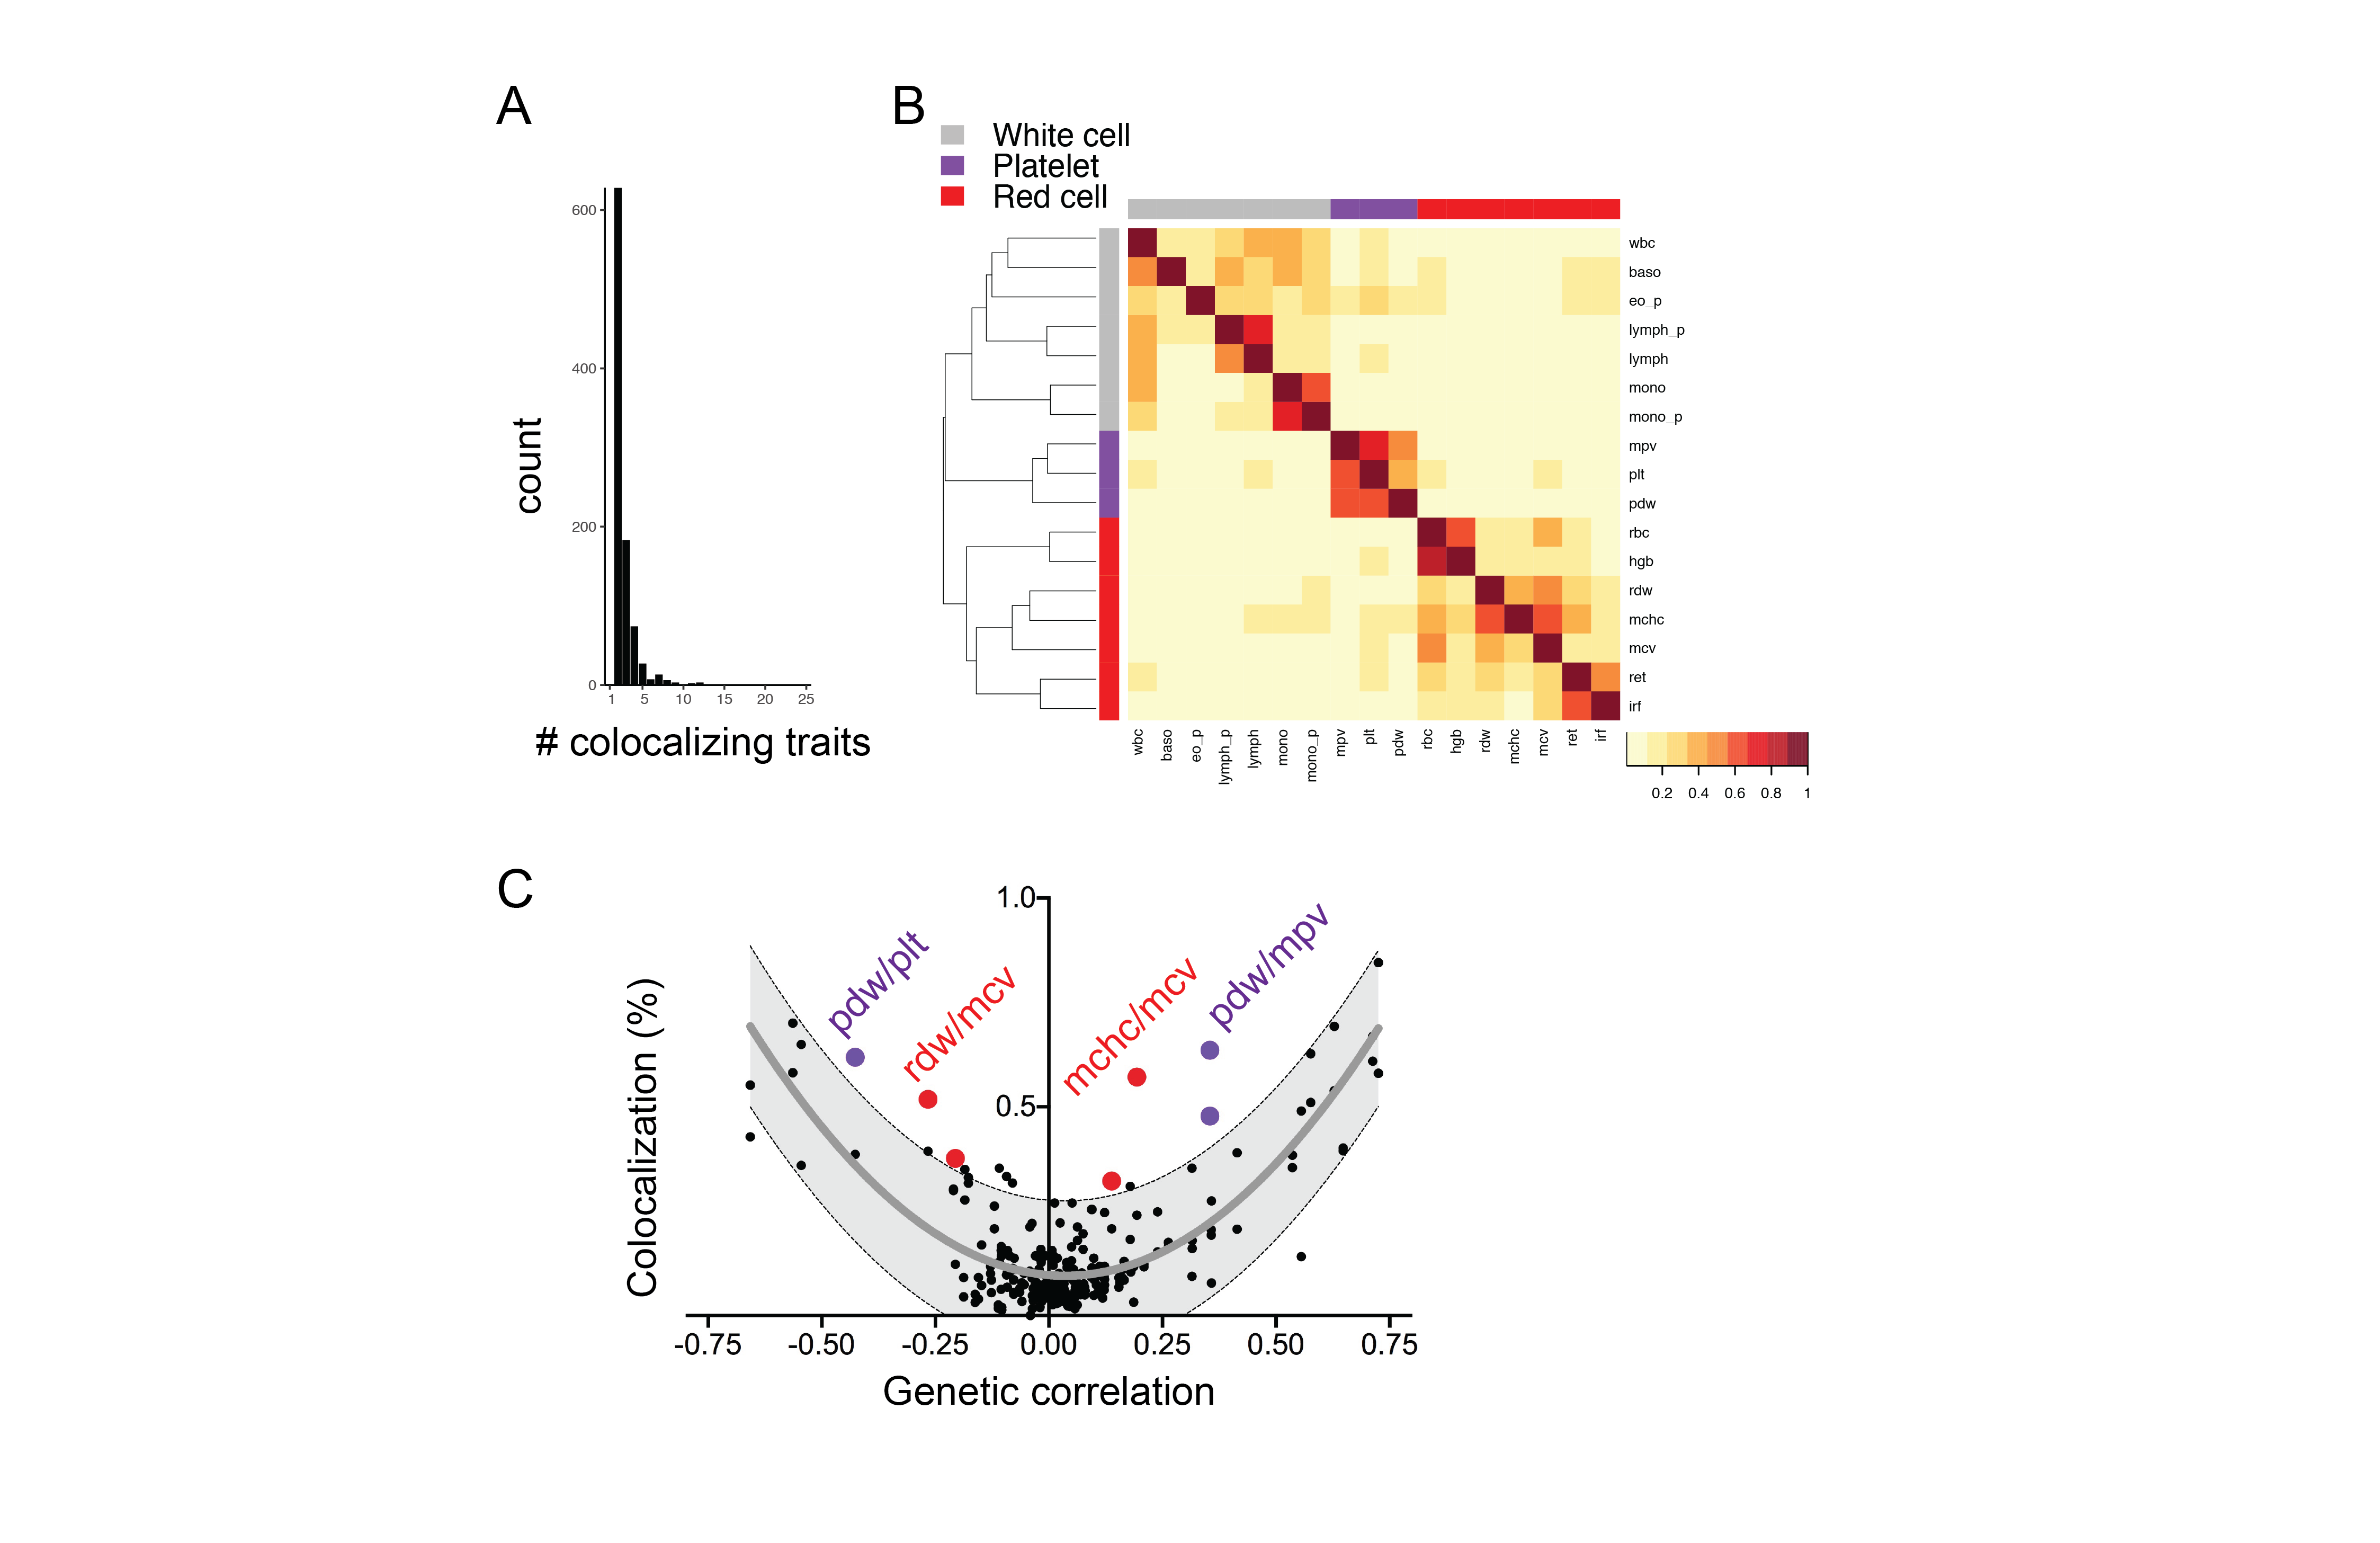 A
B
White cell
Platelet
Red cell
600
400
200
0
count
1 5 10 15 20 25
# colocalizing traits
wbc
baso
eo_p
lymph_p
lymph
mono
mono_p
mpv
plt
pdw
rbc
hgb
rdw
mchc
mcv
ret
irf
wbc baso eo_p lymph_p lymph mono mono_p mpv plt pdw rbc hgb rdw mchc mcv ret irf
0.2 0.4 0.6 0.8 1
C
1.0
0.5
pdw/plt
rdw/mcv
mchc/mcv
pdw/mpv
Colocalization (%)
-0.75 -0.50 -0.25 0.00 0.25 0.50 0.75
Genetic correlation